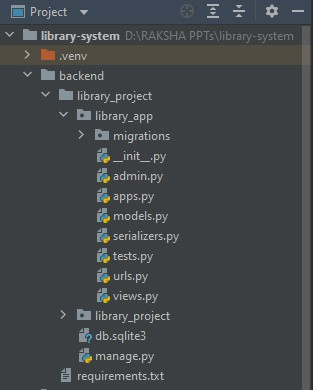 Project
library-system D:\RAKSHA PPTs\library-system
.venv
backend
library_project
library_app
migrations
__init__.py
admin.py
apps.py
models.py
serializers.py
tests.py
urls.py
views.py
library_project
db.sqlite3
manage.py
requirements.txt